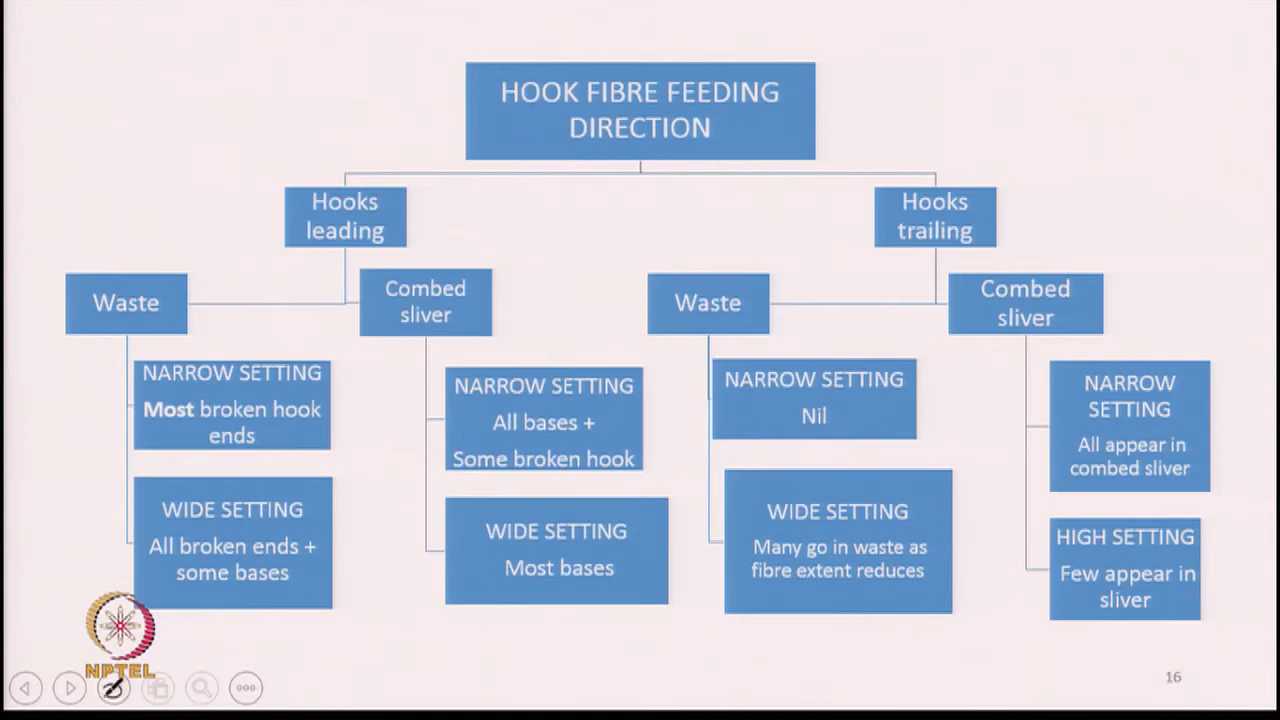 HOOK FIBRE FEEDING
DIRECTION
Hooks
leading
Hooks
trailing
Waste
Combed
sliver
Waste
Combed
sliver
NARROW SETTING
Most broken hook
ends
WIDE SETTING
All broken ends +
some bases
NARROW SETTING
All bases +
Some broken hook
WIDE SETTING
Most bases
NARROW SETTING
Nil
WIDE SETTING
Many go in waste as
fibre extent reduces
NARROW
SETTING
All appear in
combed sliver
HIGH SETTING
Few appear in
sliver
NPTEL
16